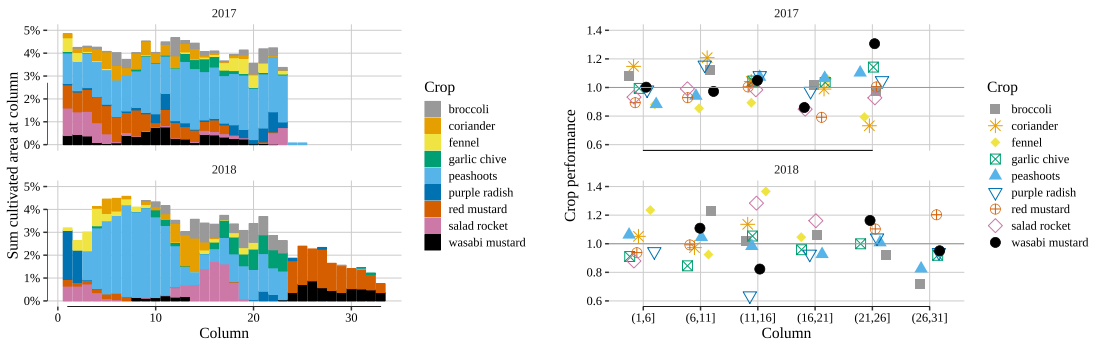 2017
5%
4%
3%
2%
1%
0%
Sum cultivated area at column
2018
5%
4%
3%
2%
1%
0%
0
10
20
30
Column
Crop
broccoli
coriander
fennel
garlic chive
peashoots
purple radish
red mustard
salad rocket
wasabi mustard
2017
1.4
1.2
1.0
0.8
0.6
Crop performance
2018
1.4
1.2
1.0
0.8
0.6
(1,6]
(6,11]
(11,16]
(16,21]
(21,26]
(26,31]
Column
Crop
broccoli
coriander
fennel
garlic chive
peashoots
purple radish
red mustard
salad rocket
wasabi mustard